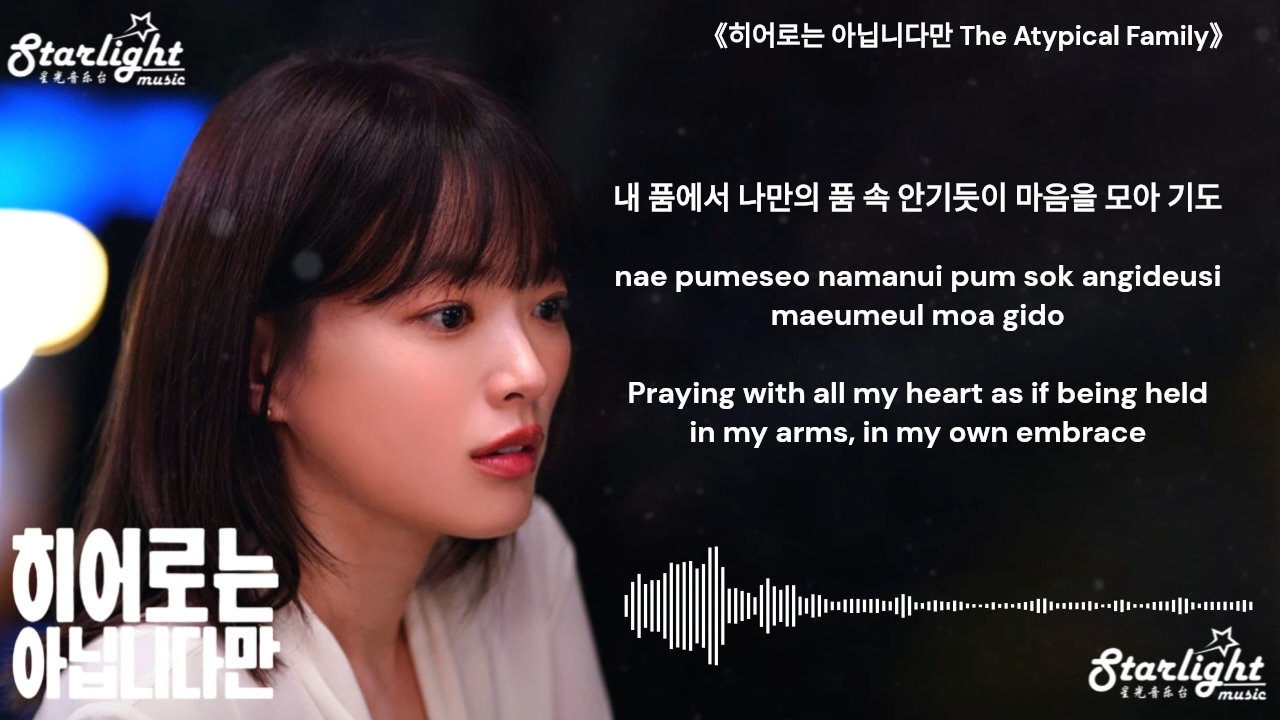 Starlight
星光音乐台 music
《히어로는 아닙니다만 The Atypical Family》
내 품에서 나만의 품 속 안기듯이 마음을 모아 기도
nae pumeseo namanui pum sok angideusi
maeumeul moa gido
Praying with all my heart as if being held
in my arms, in my own embrace
히어로는
아닙니다만
Starlight
星光音乐台 music